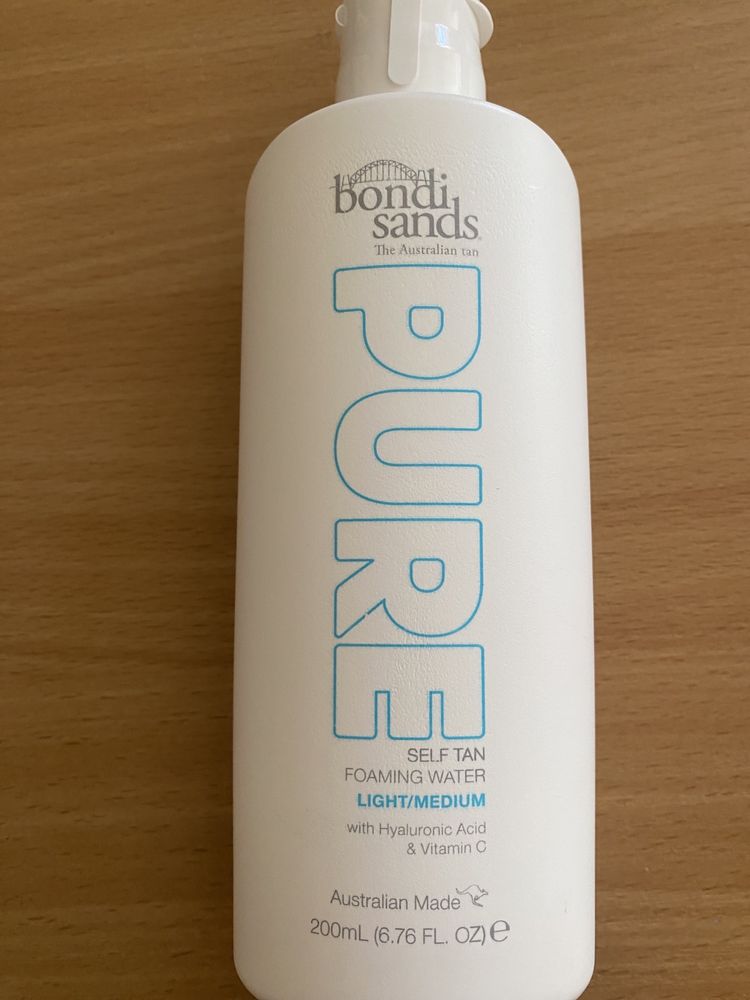 bondi
sands
The Australian tan
PURE
SELF TAN
FOAMING WATER
LIGHT/MEDIUM
with Hyaluronic Acid
& Vitamin C
Australian Made
200mL (6.76 FL. OZ) ℮